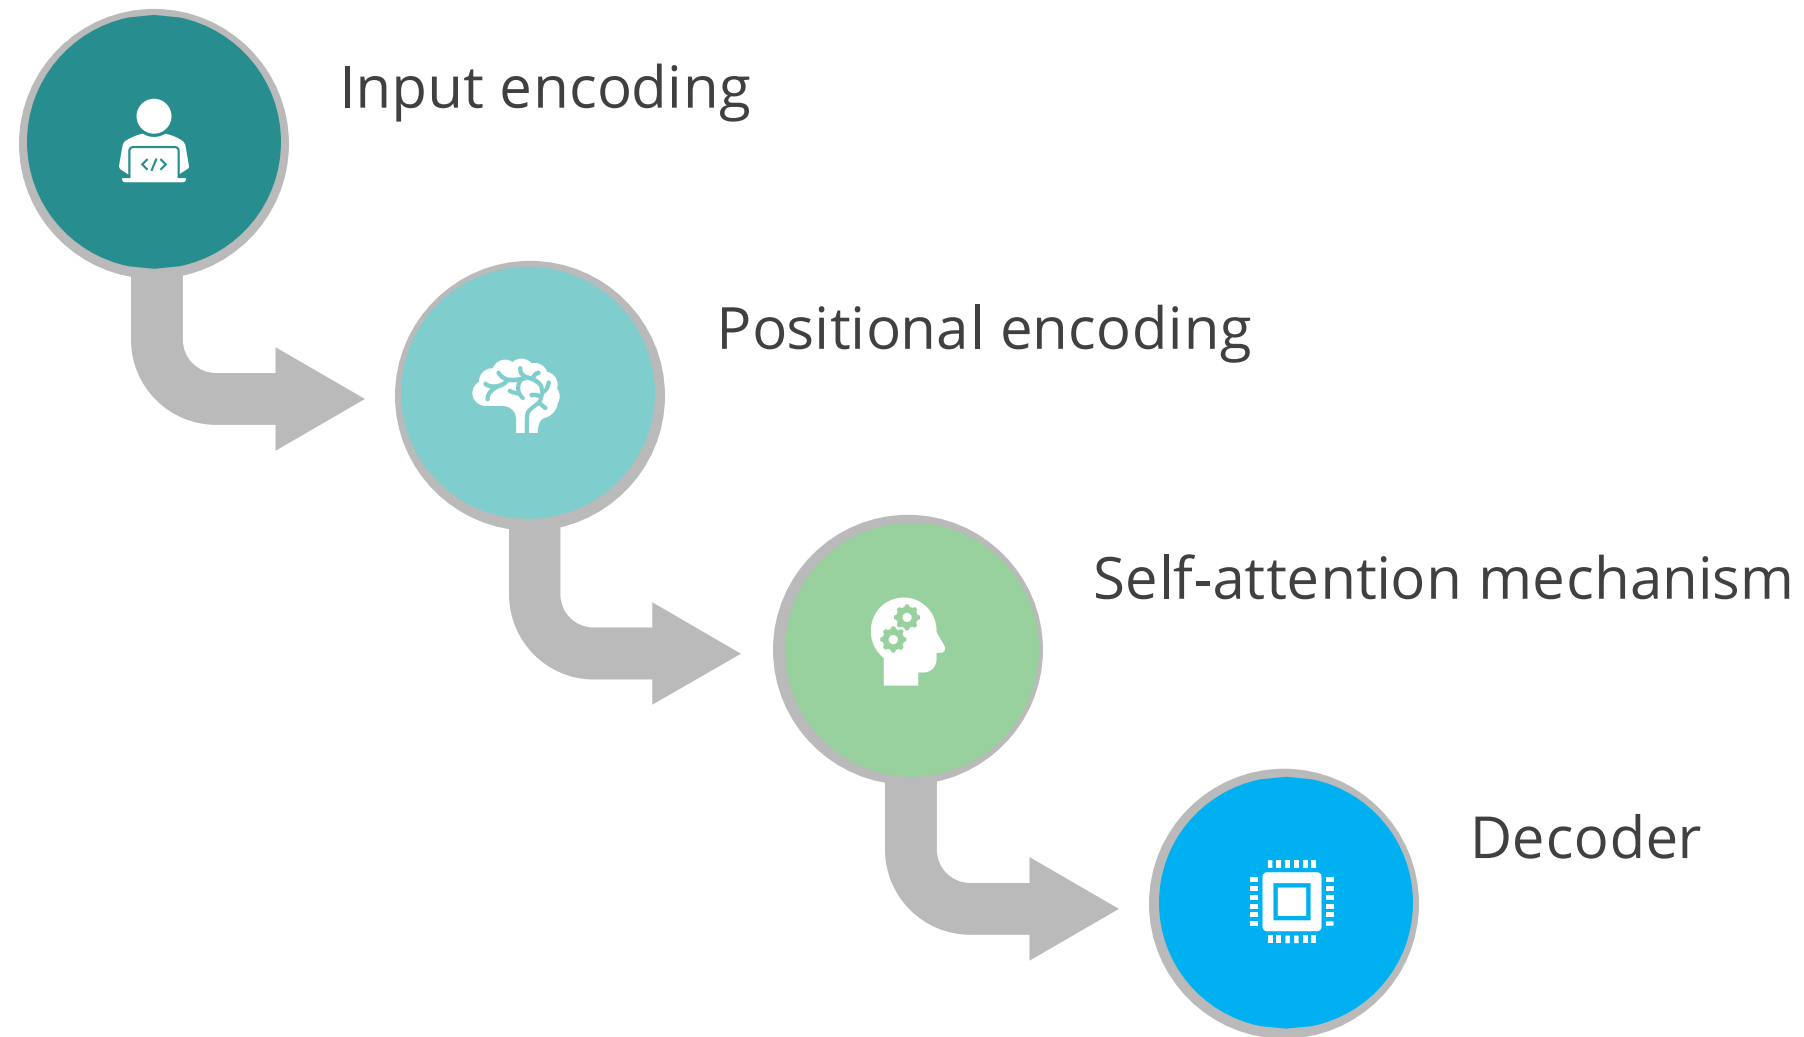 Input encoding
Positional encoding
Self-attention mechanism
Decoder